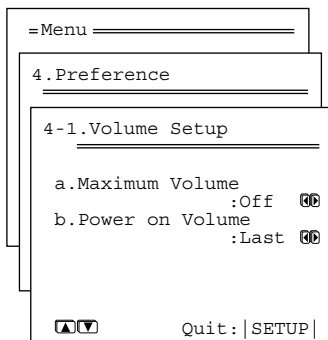 Menu
4.Preference
4-1.Volume Setup
a.Maximum Volume
:Off
b.Power on Volume
:Last
Quit:|SETUP|